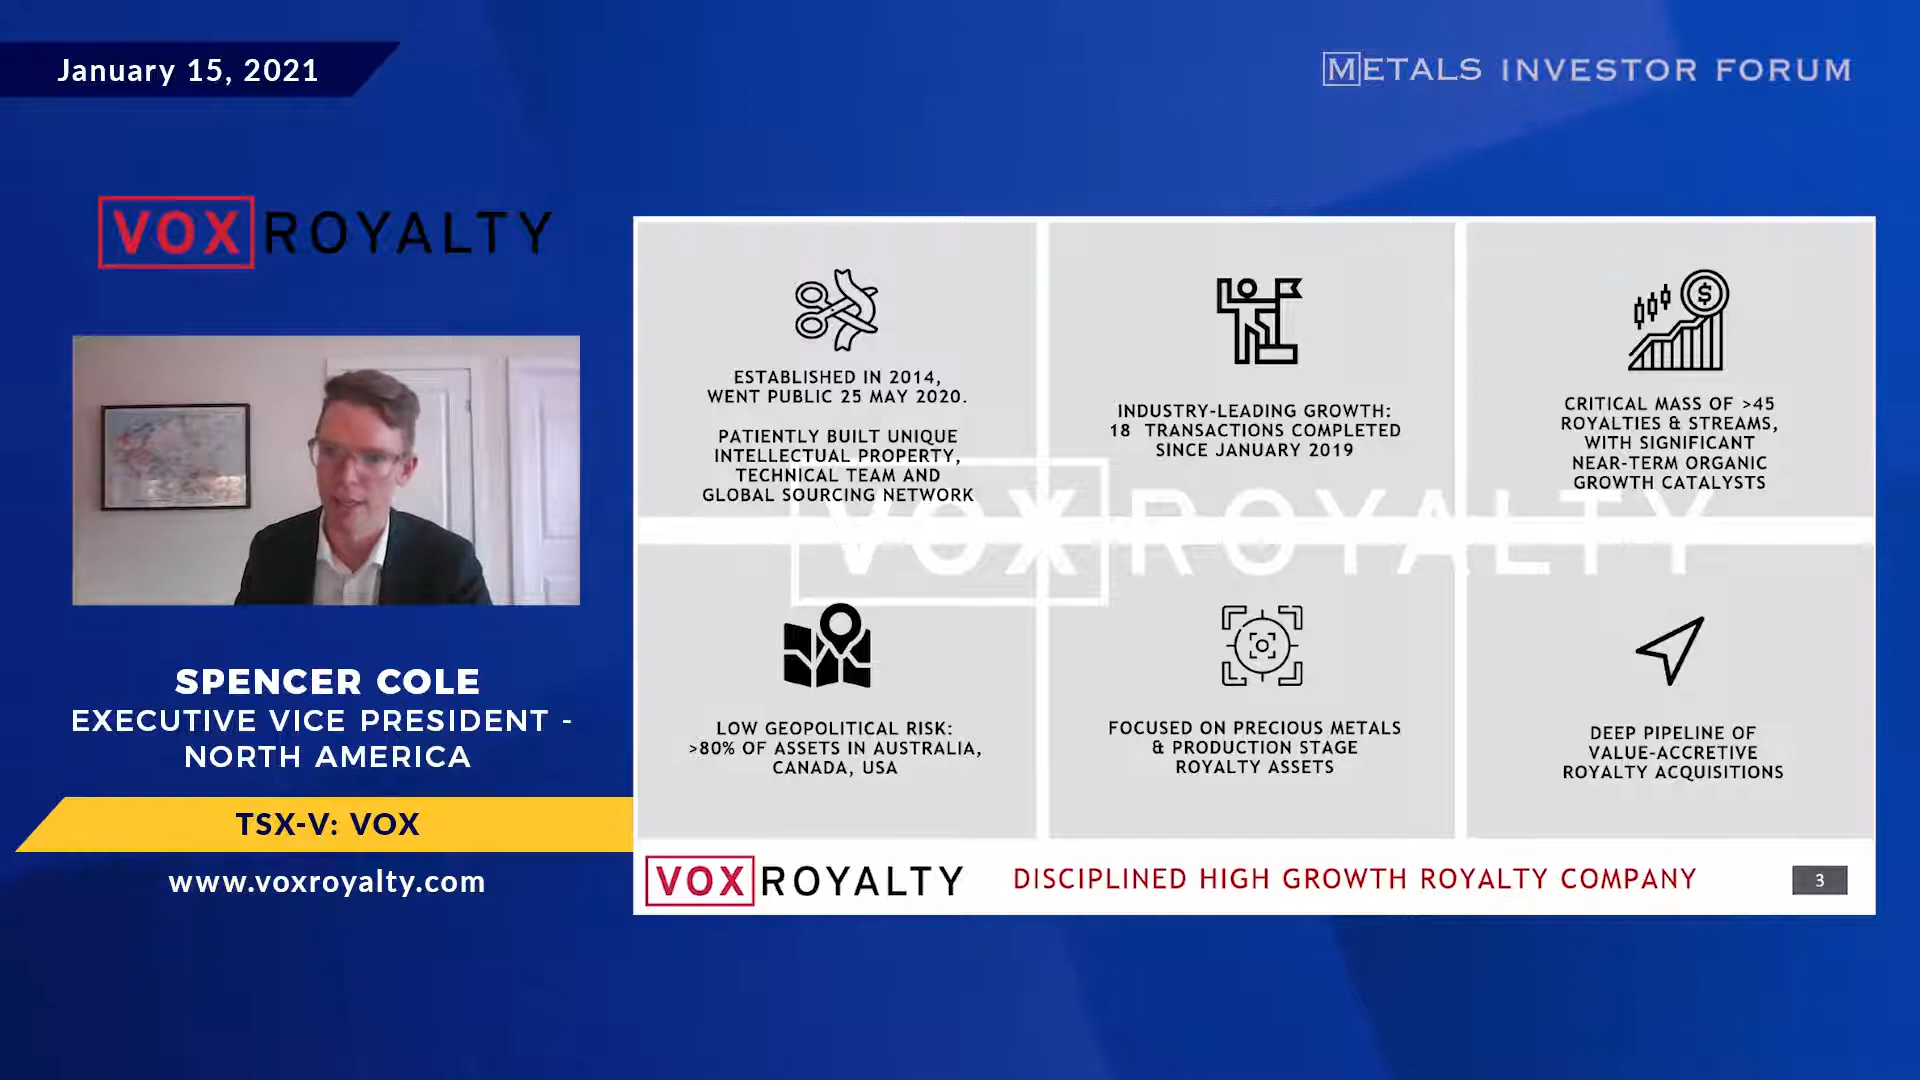 January 15, 2021
METALS INVESTOR FORUM
VOX ROYALTY
SPENCER COLE
EXECUTIVE VICE PRESIDENT -
NORTH AMERICA
TSX-V: VOX
www.voxroyalty.com
ESTABLISHED IN 2014,
WENT PUBLIC 25 MAY 2020.
PATIENTLY BUILT UNIQUE
INTELLECTUAL PROPERTY,
TECHNICAL TEAM AND
GLOBAL SOURCING NETWORK
INDUSTRY-LEADING GROWTH:
18 TRANSACTIONS COMPLETED
SINCE JANUARY 2019
$
CRITICAL MASS OF >45
ROYALTIES & STREAMS,
WITH SIGNIFICANT
NEAR-TERM ORGANIC
GROWTH CATALYSTS
VOX ROYALTY
LOW GEOPOLITICAL RISK:
>80% OF ASSETS IN AUSTRALIA,
CANADA, USA
FOCUSED ON PRECIOUS METALS
& PRODUCTION STAGE
ROYALTY ASSETS
DEEP PIPELINE OF
VALUE-ACCRETIVE
ROYALTY ACQUISITIONS
VOX ROYALTY
DISCIPLINED HIGH GROWTH ROYALTY COMPANY
3